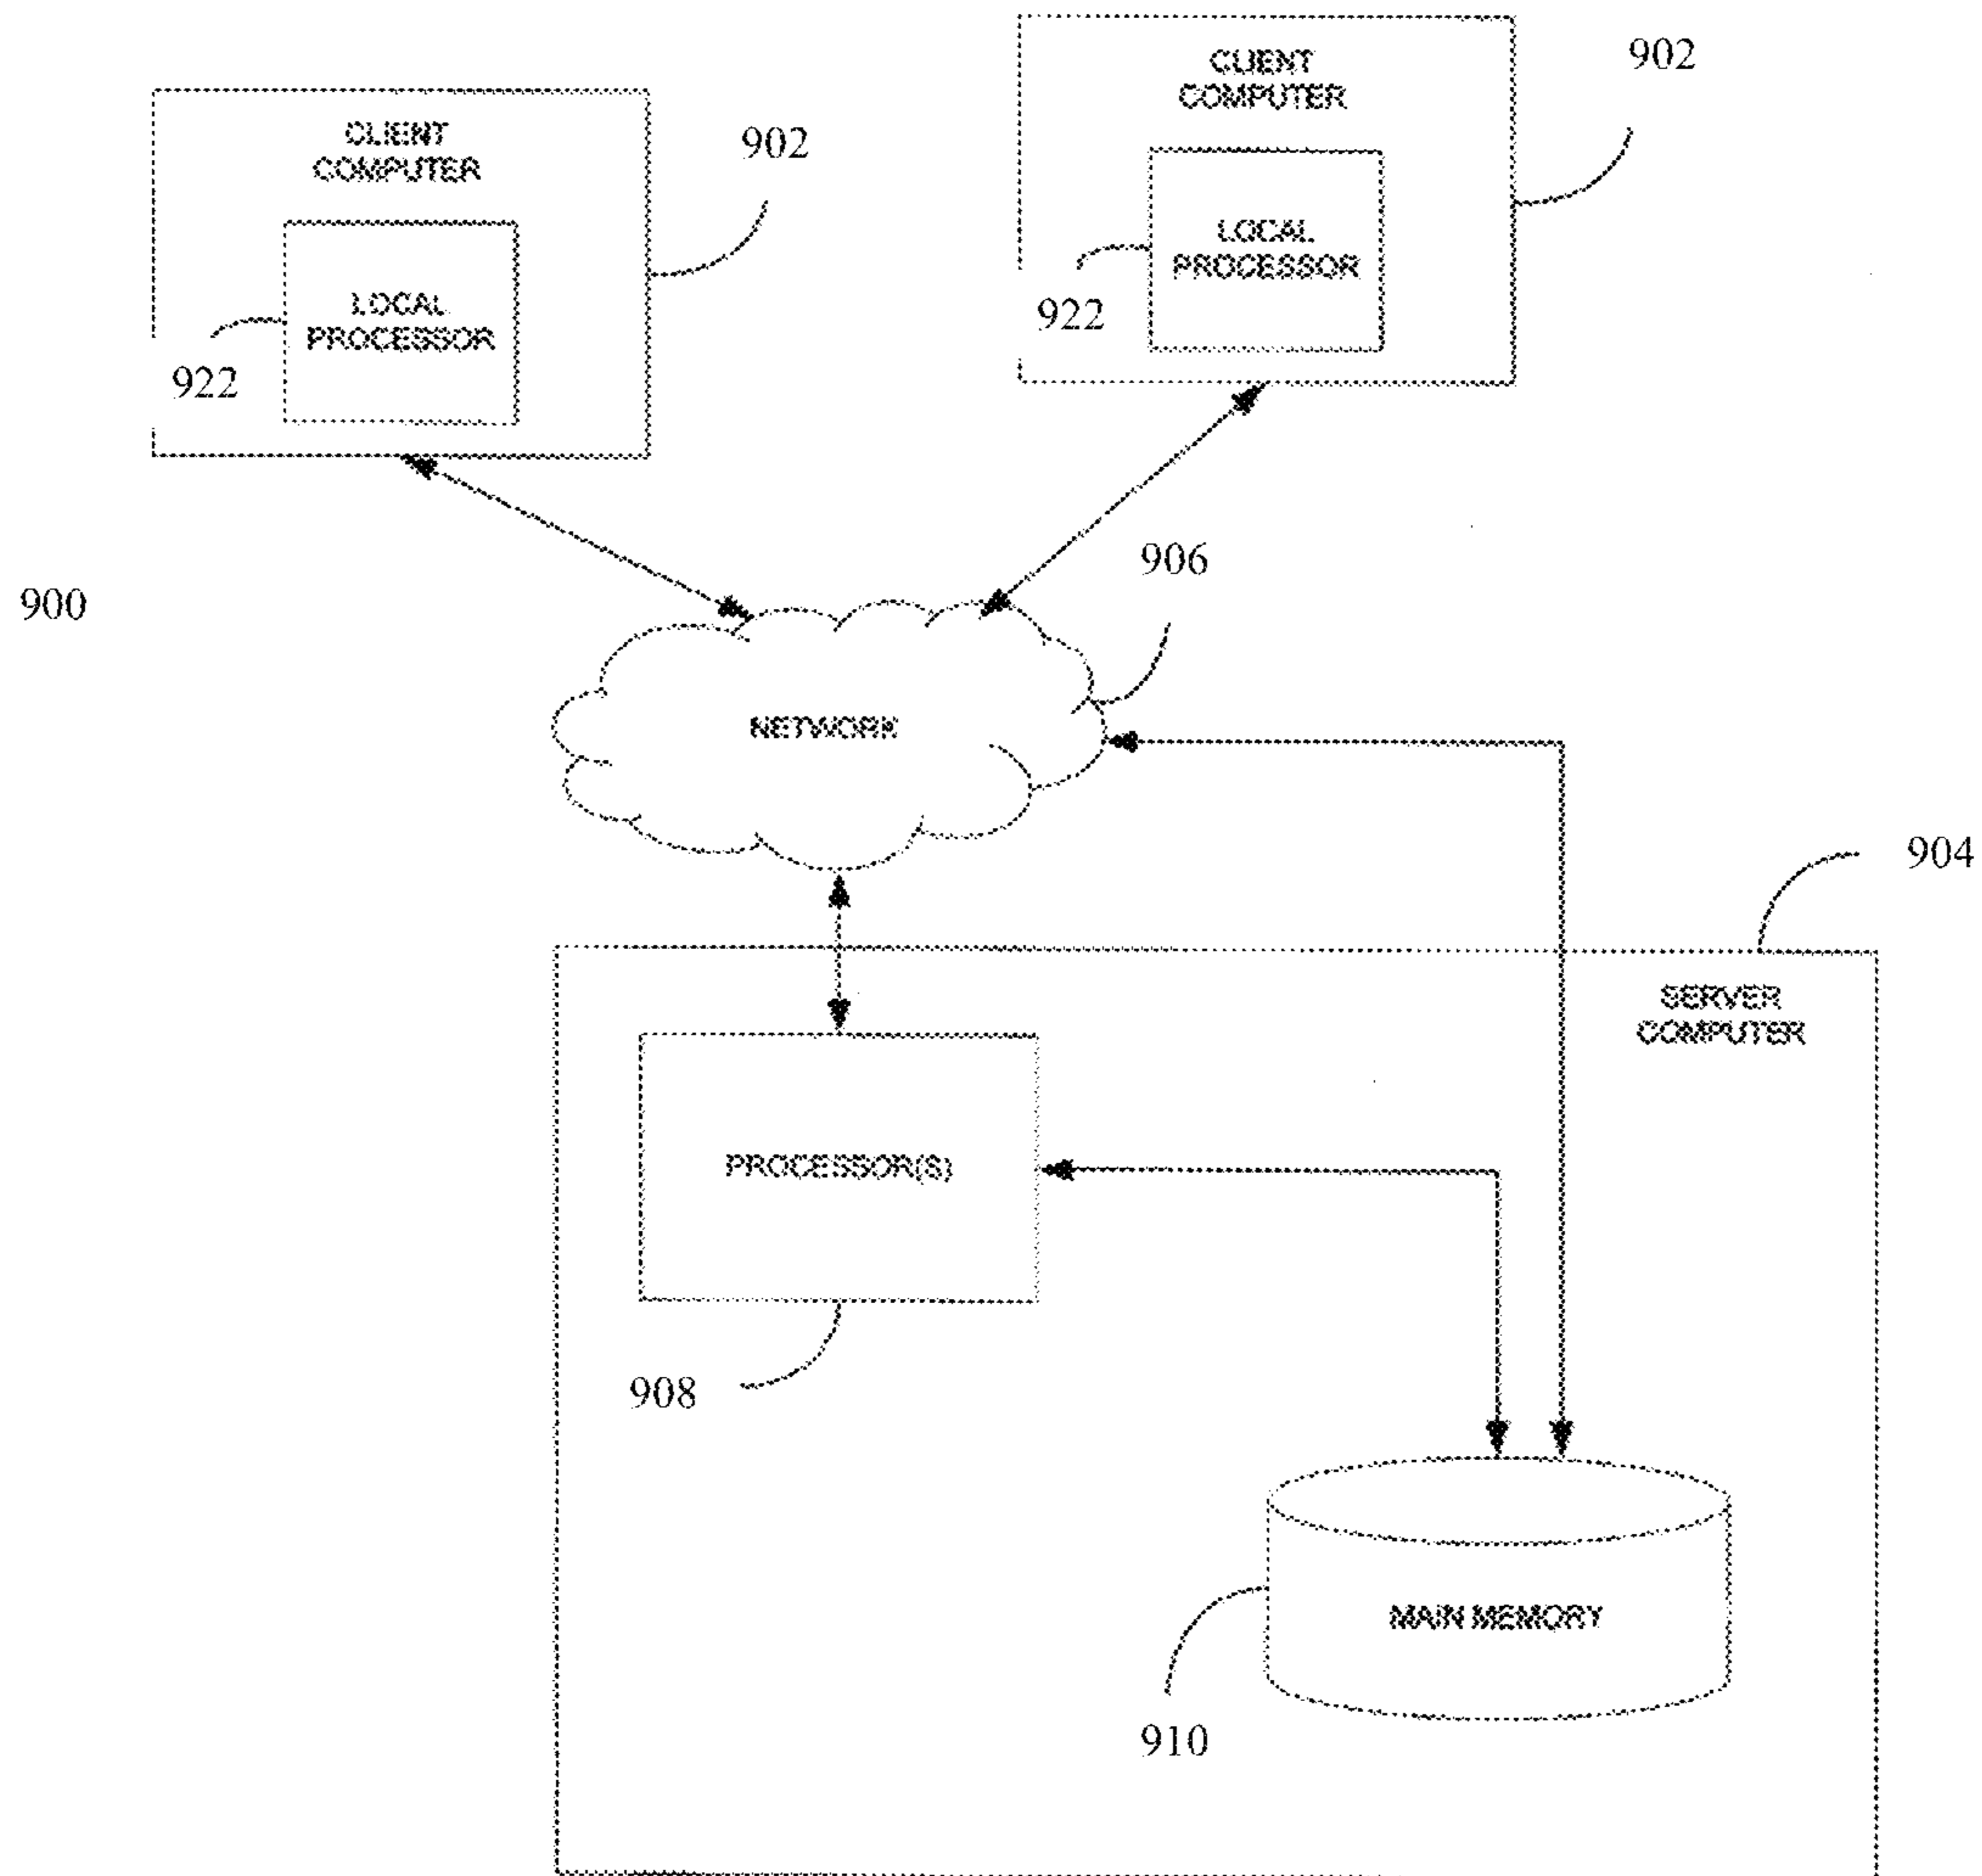 CLIENT
COMPUTER
902
LOCAL
PROCESSOR
922
CLIENT
COMPUTER
902
LOCAL
PROCESSOR
922
900
906
NETWORK
904
SERVER
COMPUTER
PROCESSOR(S)
908
MAIN MEMORY
910